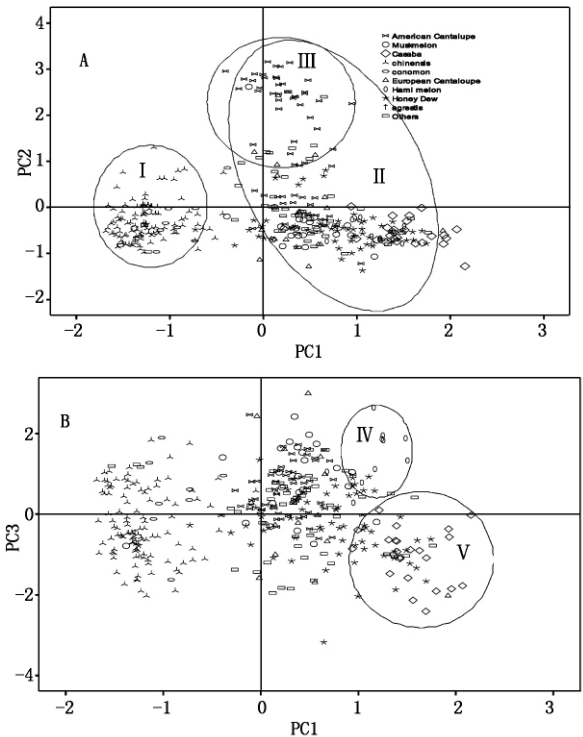 4
3
2
1
0
−1
−2
PC2
A
I
II
III
American Cantalupe
Muskmelon
Casaba
chinensis
conomon
European Cantaloupe
Hami melon
Honey Dew
agrestis
Others
−2 −1 0 1 2 3
PC1
B
2
0
−2
−4
PC3
IV
V
−2 −1 0 1 2 3
PC1